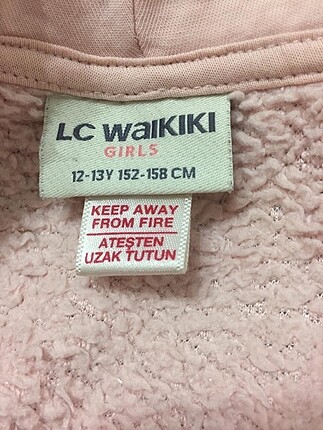 LC WAIKIKI
GIRLS
12-13Y 152-158 CM
KEEP AWAY
FROM FIRE
ATEŞTEN
UZAK TUTUN